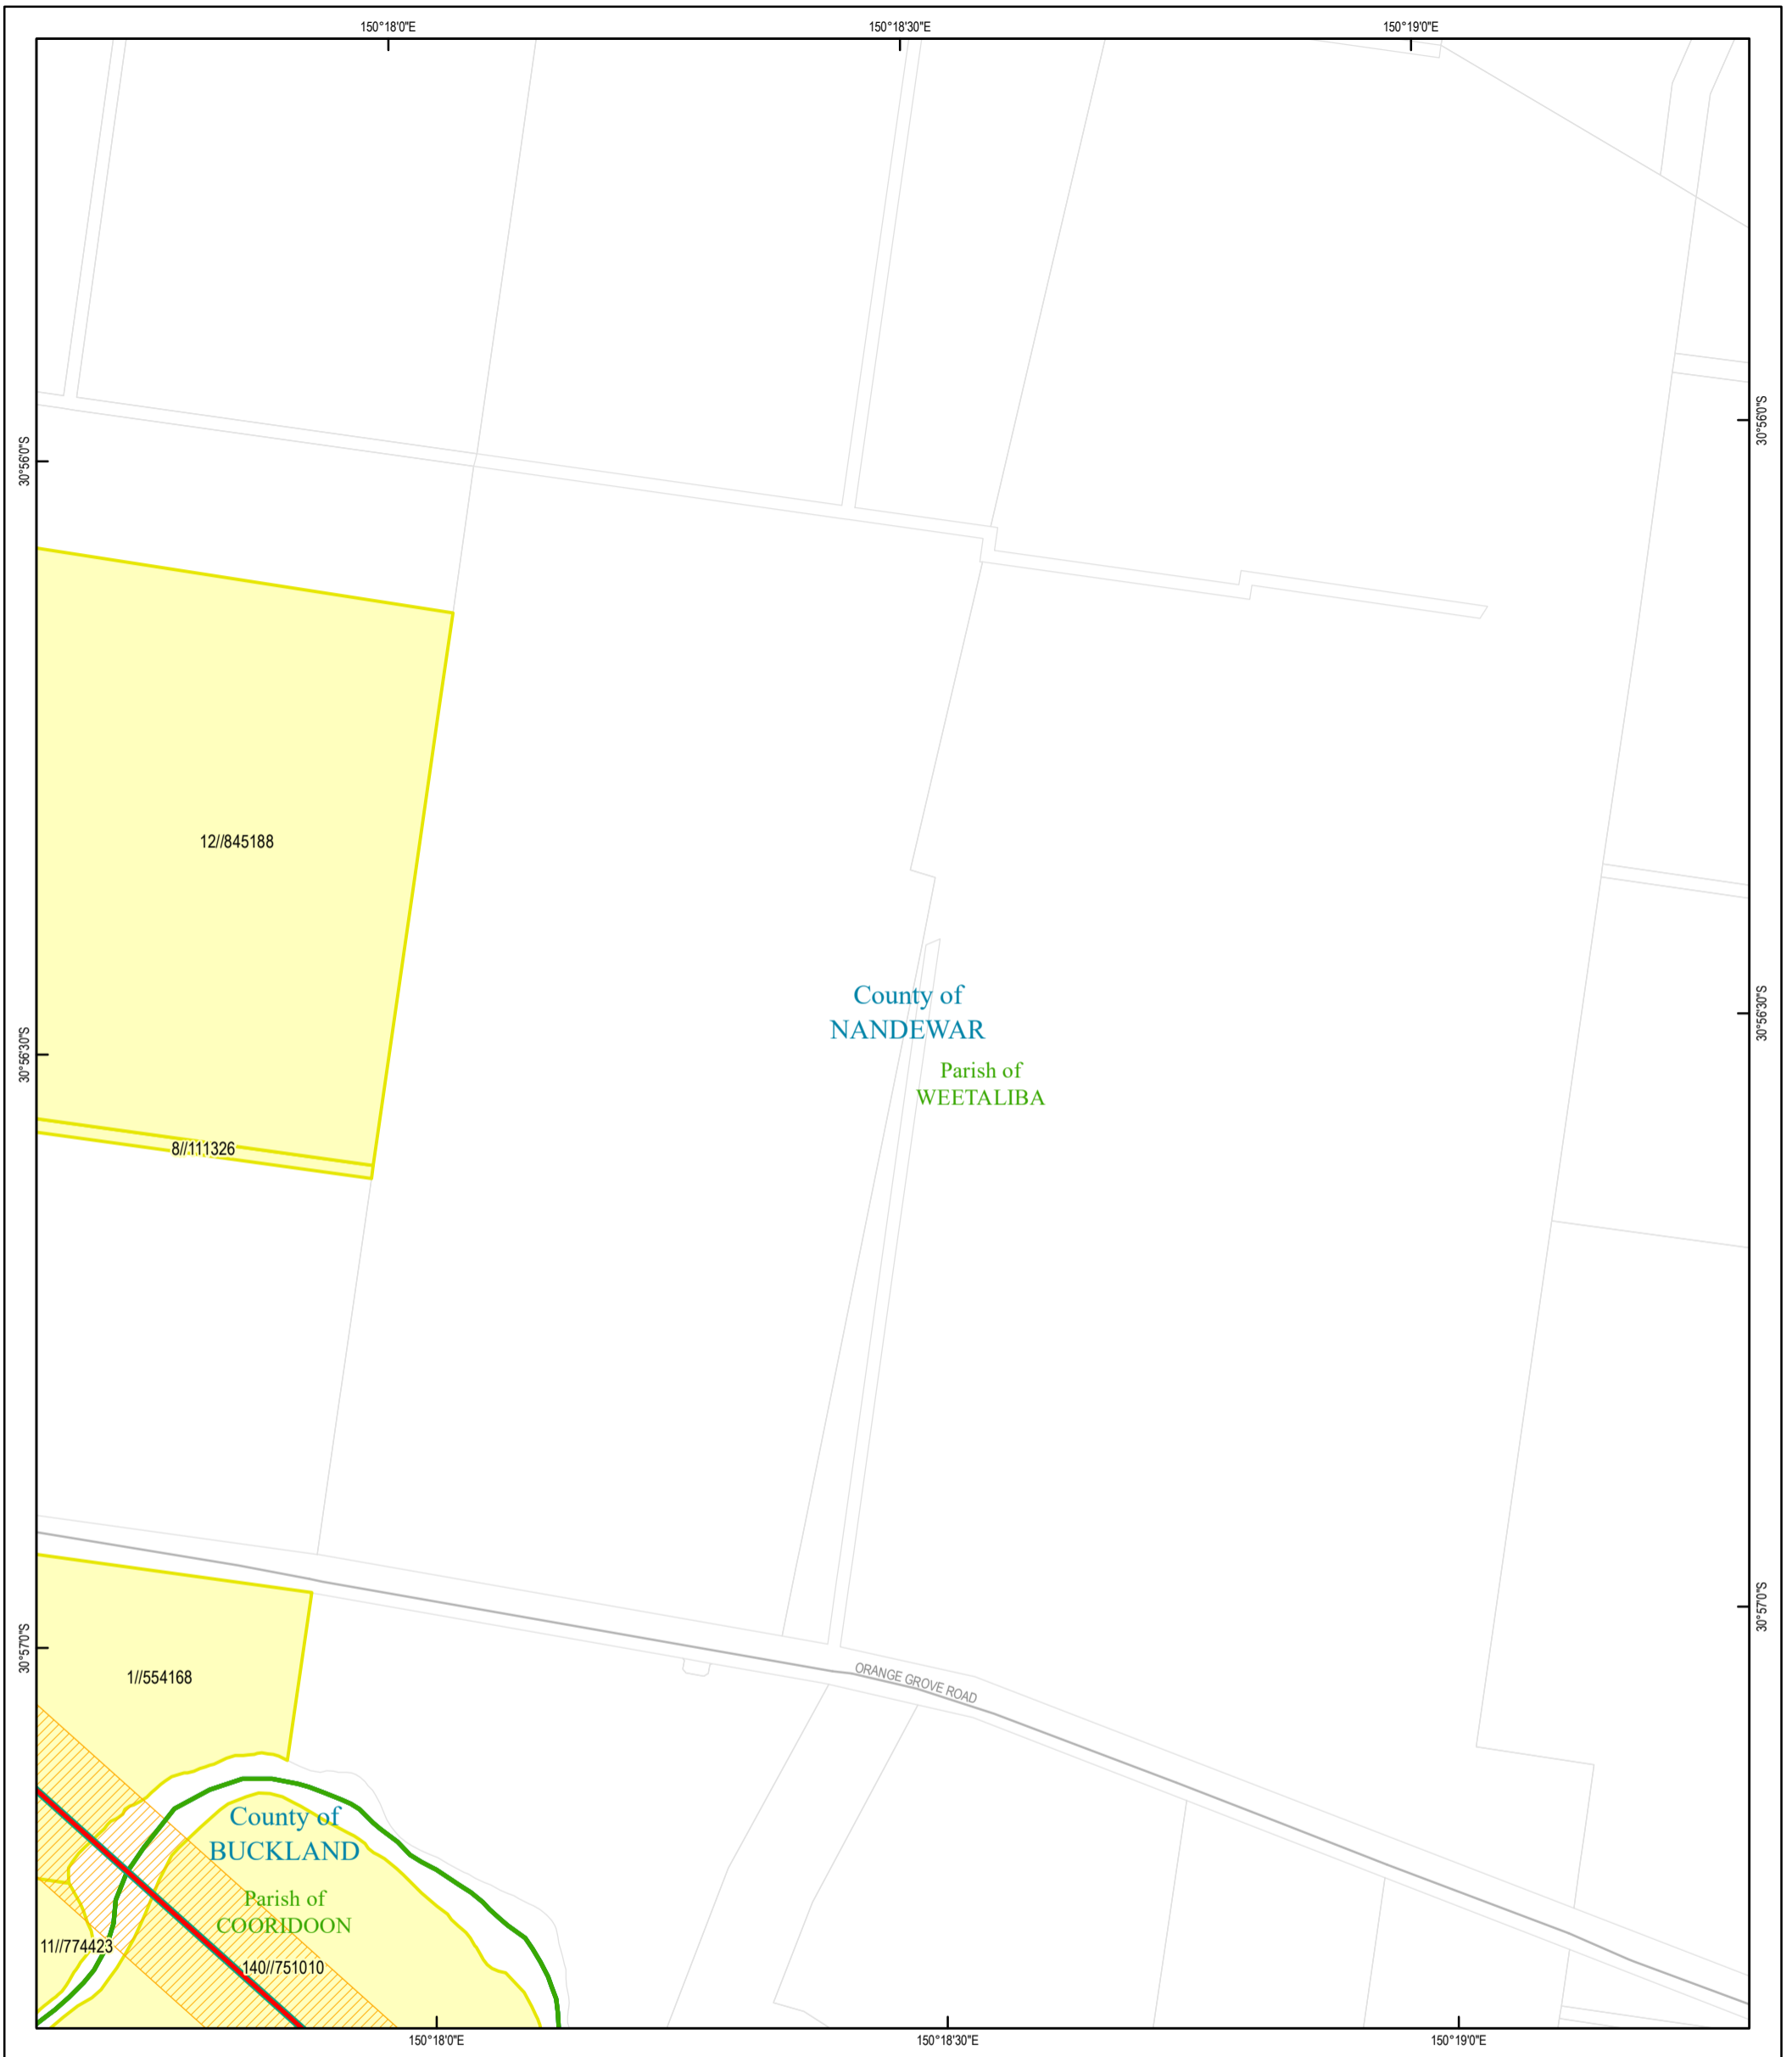 150°18'0"E
150°18'30"E
150°19'0"E
30°56'0"S
30°56'0"S
12//845188
County of
NANDEWAR
30°56'30"S
30°56'30"S
Parish of
WEETALIBA
8//111326
30°57'0"S
30°57'0"S
1//554168
ORANGE GROVE ROAD
County of
BUCKLAND
Parish of
COORIDOON
11//774423
140//751010
150°18'0"E
150°18'30"E
150°19'0"E